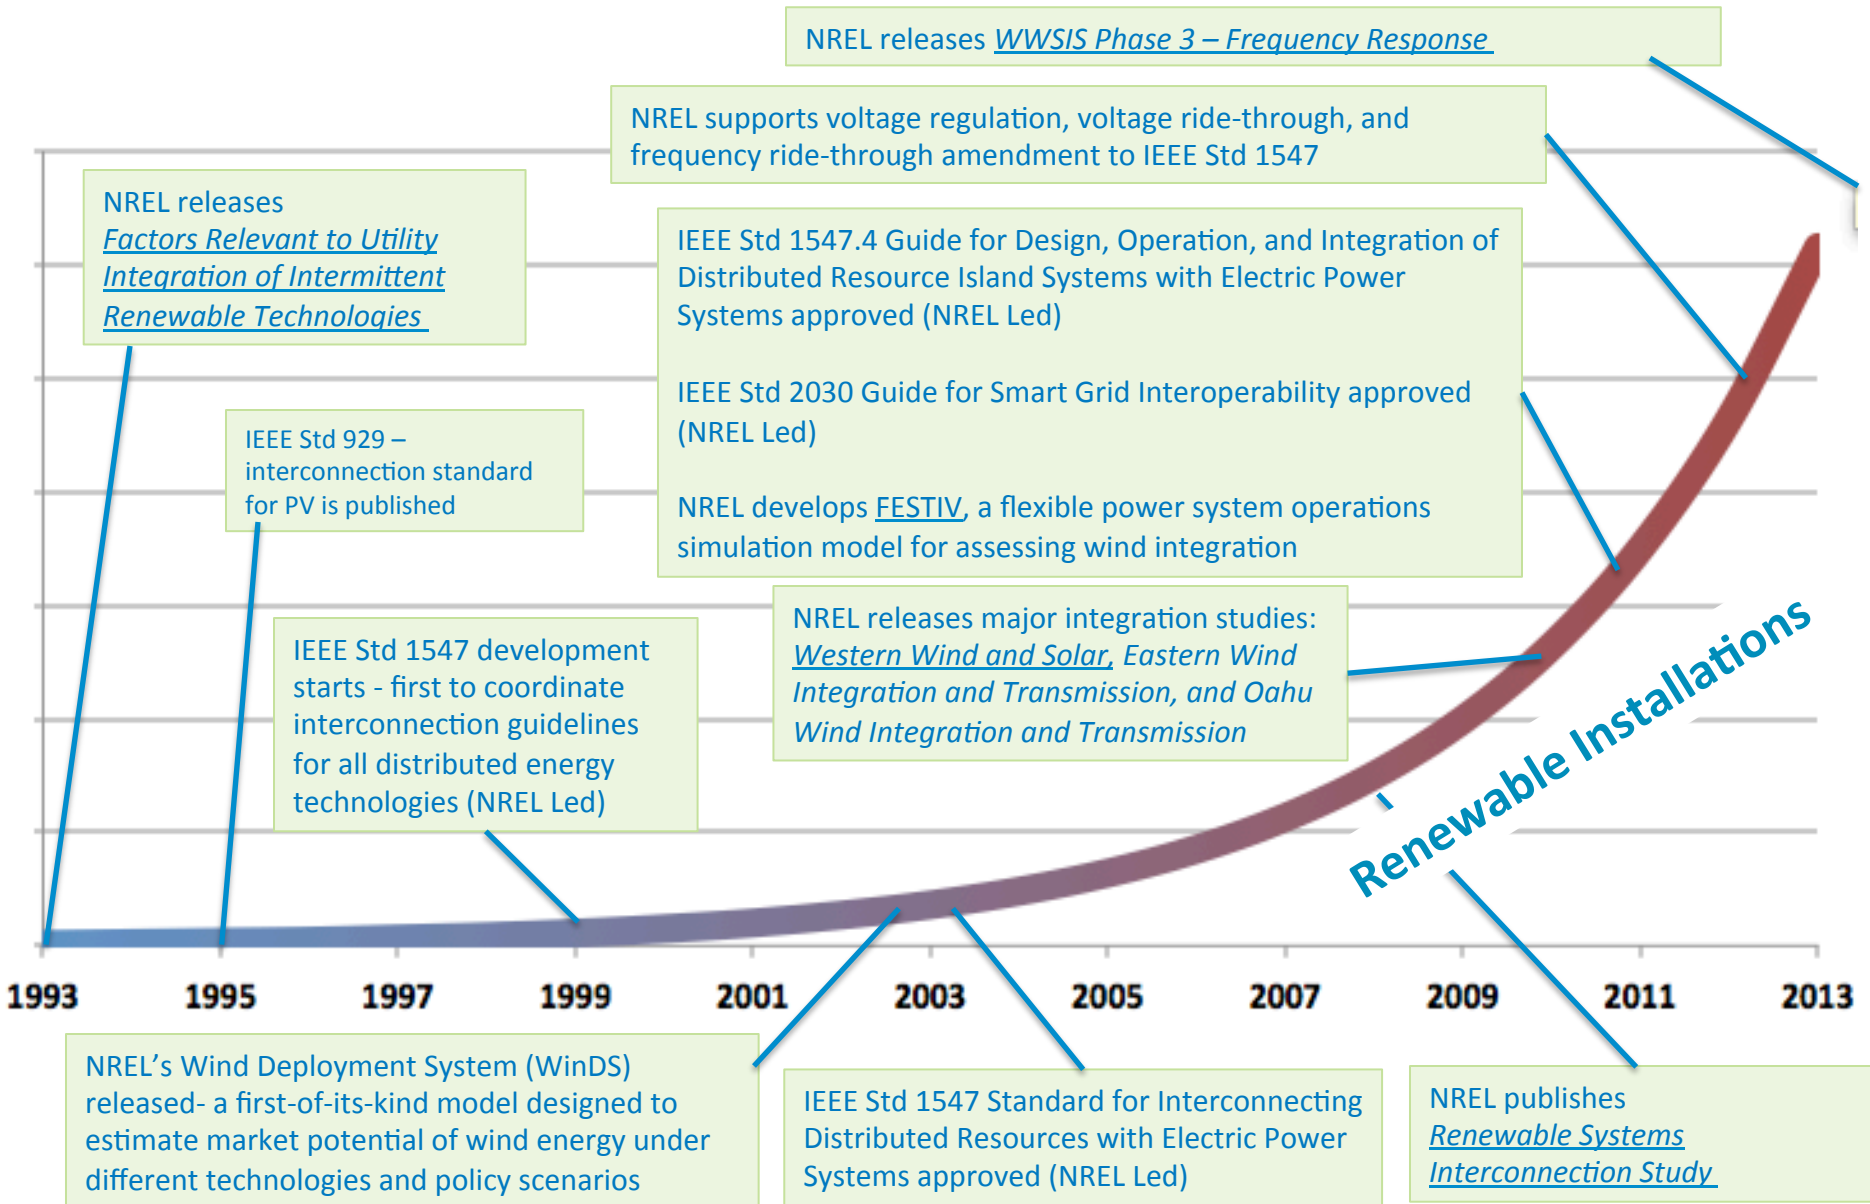 NREL releases WWSIS Phase 3 – Frequency Response
NREL supports voltage regulation, voltage ride-through, and
frequency ride-through amendment to IEEE Std 1547
NREL releases
Factors Relevant to Utility
Integration of Intermittent
Renewable Technologies
IEEE Std 1547.4 Guide for Design, Operation, and Integration of
Distributed Resource Island Systems with Electric Power
Systems approved (NREL Led)
IEEE Std 2030 Guide for Smart Grid Interoperability approved
(NREL Led)
NREL develops FESTIV, a flexible power system operations
simulation model for assessing wind integration
IEEE Std 929 –
interconnection standard
for PV is published
NREL releases major integration studies:
Western Wind and Solar, Eastern Wind
Integration and Transmission, and Oahu
Wind Integration and Transmission
IEEE Std 1547 development
starts - first to coordinate
interconnection guidelines
for all distributed energy
technologies (NREL Led)
Renewable Installations
1993 1995 1997 1999 2001 2003 2005 2007 2009 2011 2013
NREL's Wind Deployment System (WinDS)
released- a first-of-its-kind model designed to
estimate market potential of wind energy under
different technologies and policy scenarios
IEEE Std 1547 Standard for Interconnecting
Distributed Resources with Electric Power
Systems approved (NREL Led)
NREL publishes
Renewable Systems
Interconnection Study